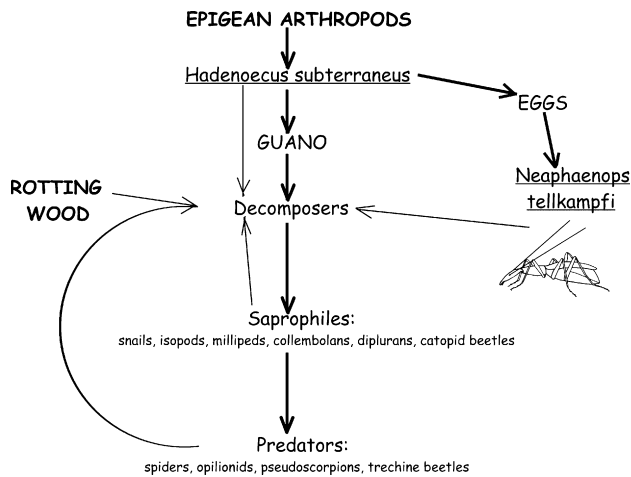 EPIGEAN ARTHROPODS
Hadenoecus subterraneus
EGGS
GUANO
Neaphaenops
tellkampfi
ROTTING
WOOD
Decomposers
Saprophiles:
snails, isopods, millipeds, collembolans, diplurans, catopid beetles
Predators:
spiders, opilionids, pseudoscorpions, trechine beetles